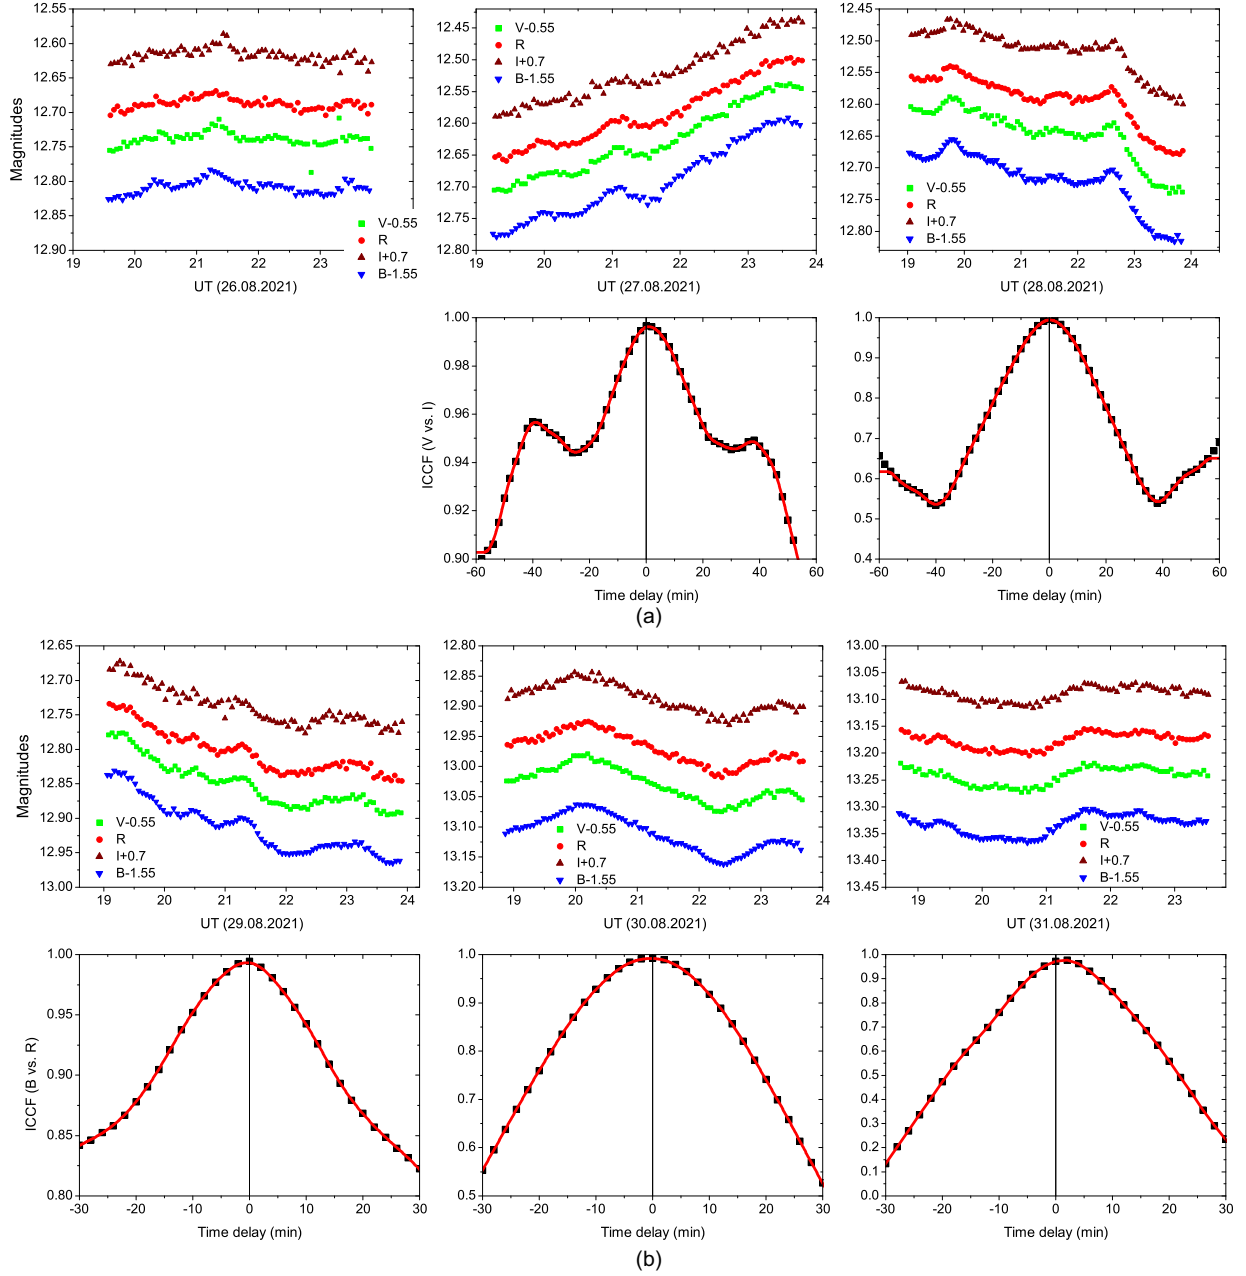 12.55
12.60
12.65
12.70
12.75
12.80
12.85
12.90
Magnitudes
19 20 21 22 23
UT (26.08.2021)
V-0.55
R
I+0.7
B-1.55
12.45
12.50
12.55
12.60
12.65
12.70
12.75
12.80
19 20 21 22 23 24
UT (27.08.2021)
V-0.55
R
I+0.7
B-1.55
12.45
12.50
12.55
12.60
12.65
12.70
12.75
12.80
19 20 21 22 23 24
UT (28.08.2021)
V-0.55
R
I+0.7
B-1.55
1.00
0.98
0.96
0.94
0.92
0.90
ICCF (V vs. I)
-60 -40 -20 0 20 40 60
Time delay (min)
1.0
0.9
0.8
0.7
0.6
0.5
0.4
-60 -40 -20 0 20 40 60
Time delay (min)
(a)
12.65
12.70
12.75
12.80
12.85
12.90
12.95
13.00
Magnitudes
19 20 21 22 23 24
UT (29.08.2021)
V-0.55
R
I+0.7
B-1.55
12.80
12.85
12.90
12.95
13.00
13.05
13.10
13.15
13.20
19 20 21 22 23 24
UT (30.08.2021)
V-0.55
R
I+0.7
B-1.55
13.00
13.05
13.10
13.15
13.20
13.25
13.30
13.35
13.40
13.45
19 20 21 22 23
UT (31.08.2021)
V-0.55
R
I+0.7
B-1.55
1.00
0.95
0.90
0.85
0.80
ICCF (B vs. R)
-30 -20 -10 0 10 20 30
Time delay (min)
1.0
0.9
0.8
0.7
0.6
0.5
-30 -20 -10 0 10 20 30
Time delay (min)
1.0
0.9
0.8
0.7
0.6
0.5
0.4
0.3
0.2
0.1
0.0
-30 -20 -10 0 10 20 30
Time delay (min)
(b)